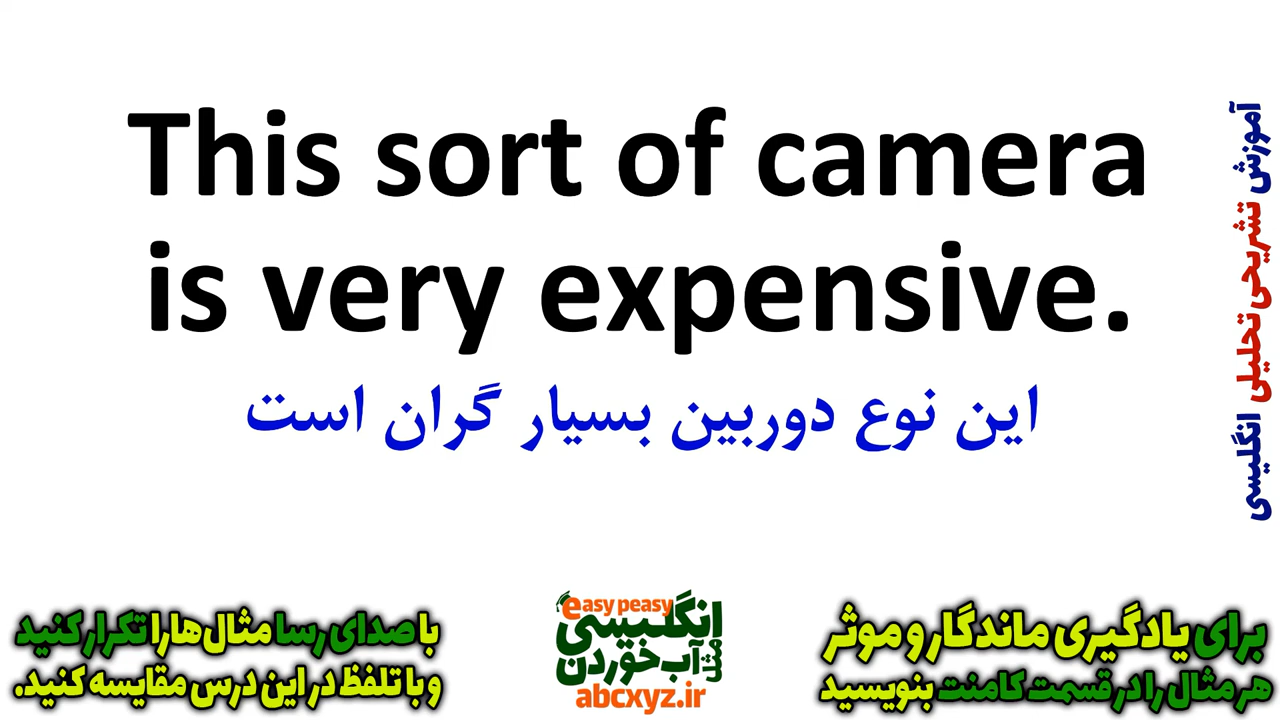 This sort of camera
is very expensive.
این نوع دوربین بسیار گران است
آموزش تشریحی تحلیلی انگلیسی
با صدای رسا مثال‌ها را تکرار کنید
و با تلفظ در این درس مقایسه کنید.
easy peasy
انگلیسی
مثل آب خوردن
abcxyz.ir
برای یادگیری ماندگار و موثر
هر مثال را در قسمت کامنت بنویسید